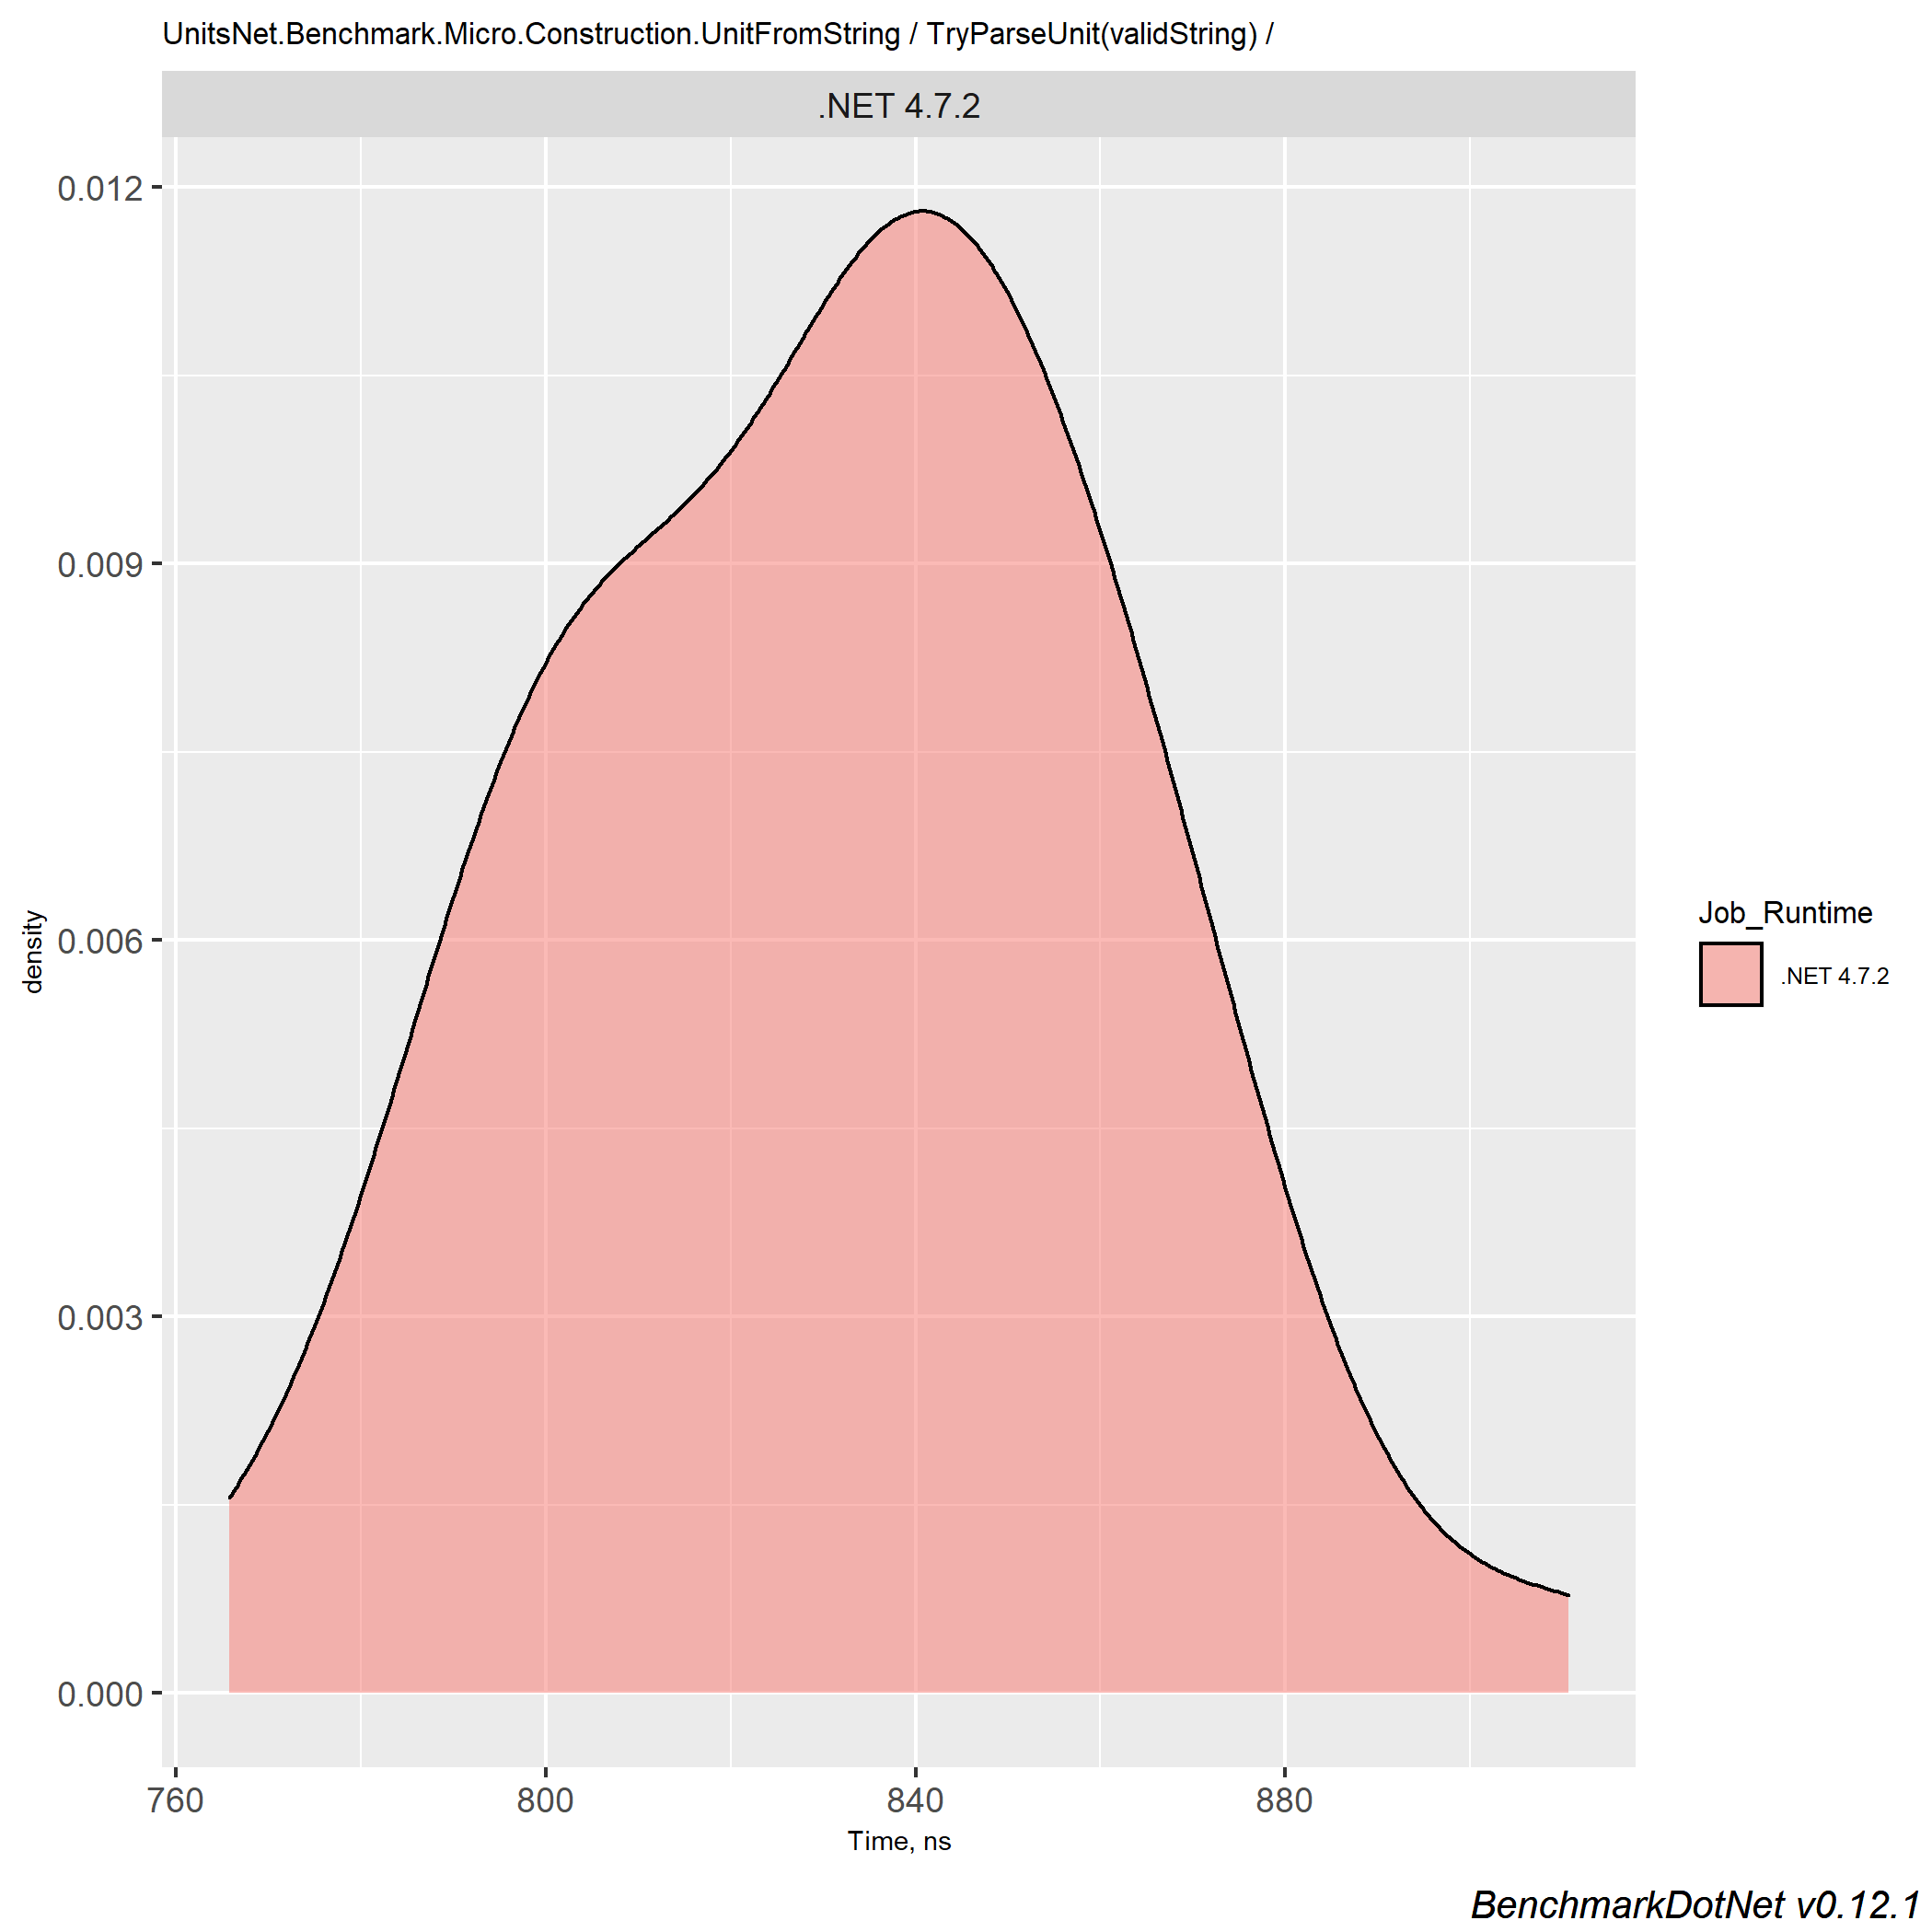 UnitsNet.Benchmark.Micro.Construction.UnitFromString / TryParseUnit(validString) /
.NET 4.7.2
0.012
0.009
0.006
0.003
0.000
density
760 800 840 880
Time, ns
Job_Runtime
.NET 4.7.2
BenchmarkDotNet v0.12.1